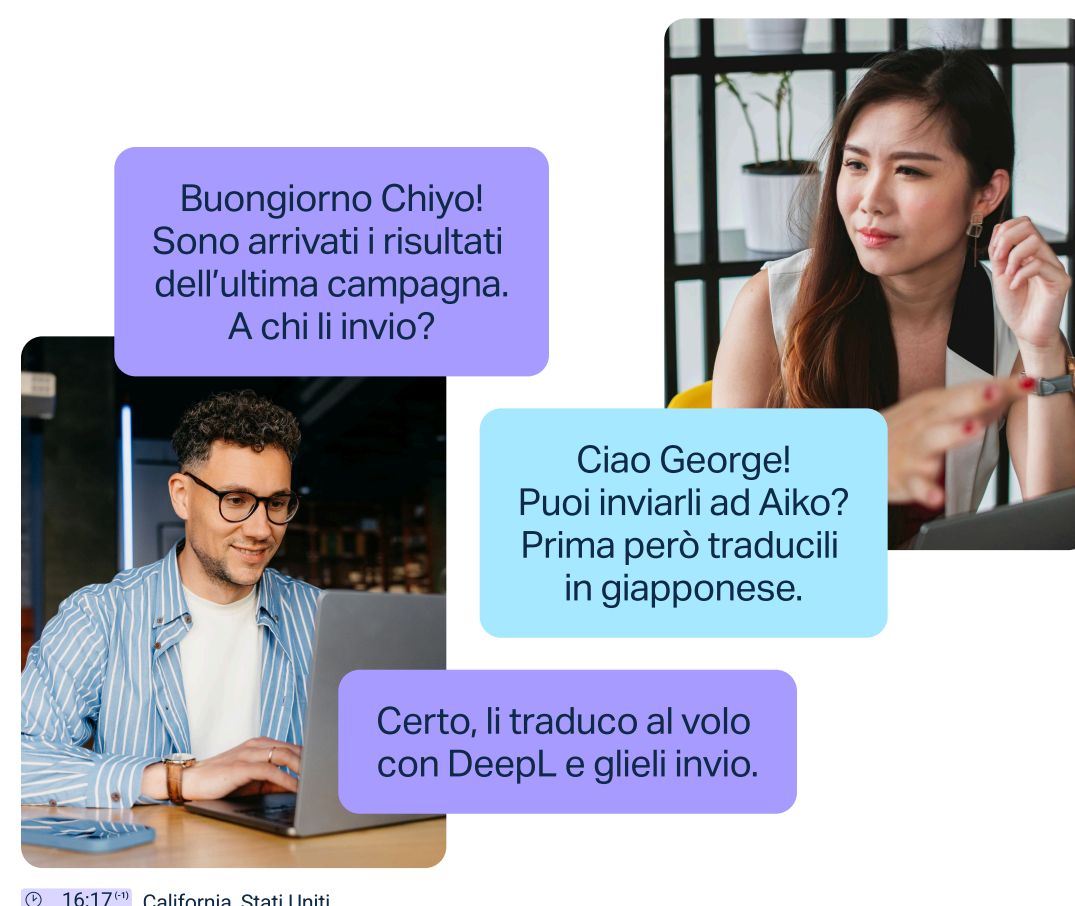 Buongiorno Chiyo!
Sono arrivati i risultati
dell’ultima campagna.
A chi li invio?
Ciao George!
Puoi inviarli ad Aiko?
Prima però traducili
in giapponese.
Certo, li traduco al volo
con DeepL e glieli invio.
16:17(-1) California, Stati Uniti